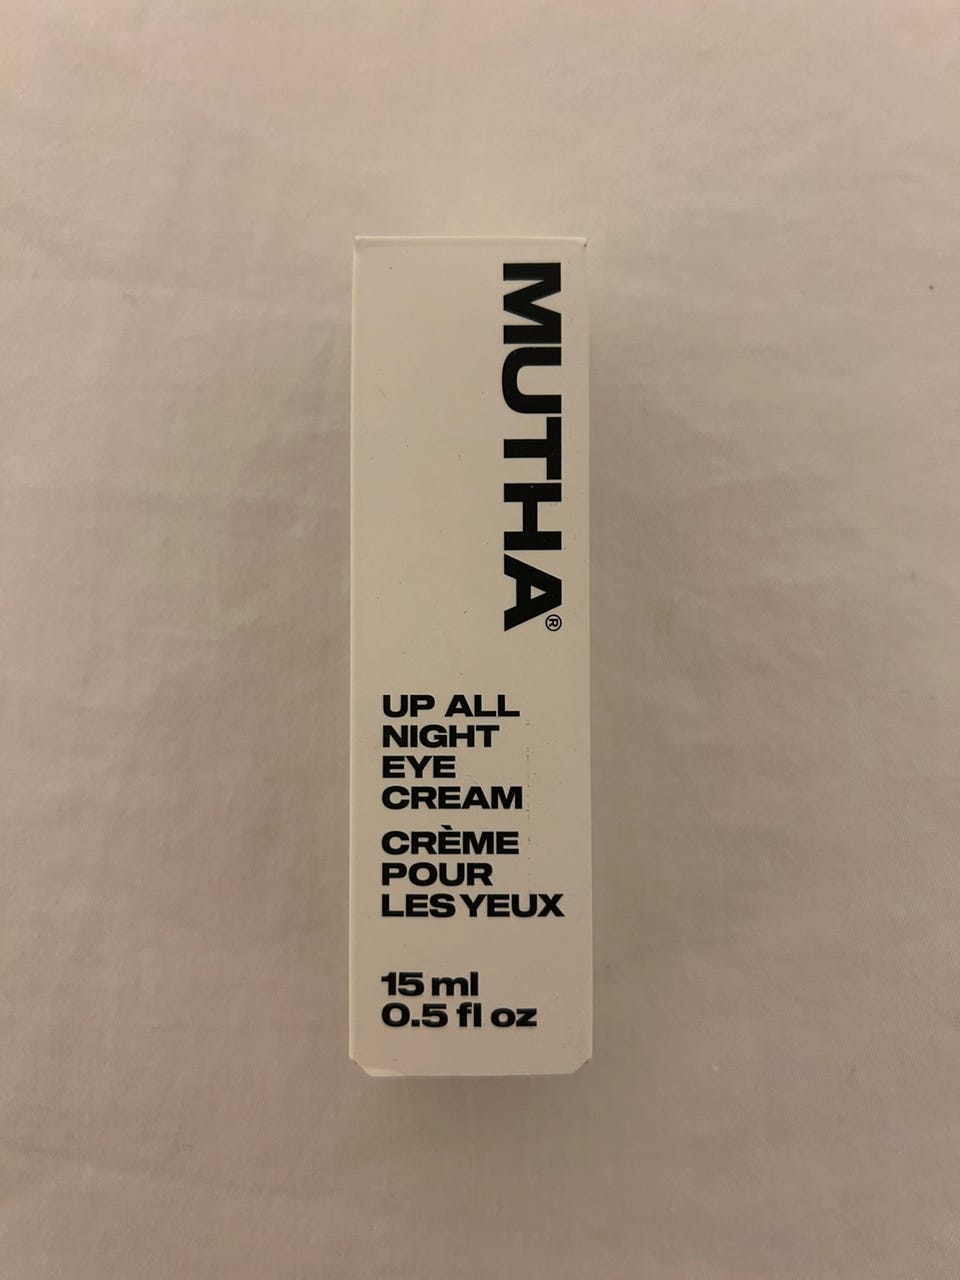 MUTHA®
UP ALL
NIGHT
EYE
CREAM
CRÈME
POUR
LES YEUX
15 ml
0.5 fl oz